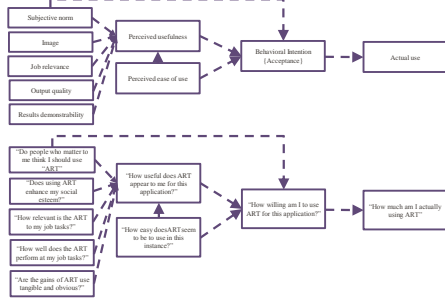 Subjective norm
Image
Job relevance
Output quality
Results demonstrability
Perceived usefulness
Perceived ease of use
Behavioral Intention
[Acceptance]
Actual use
"Do people who matter to
me think I should use
"ART"
"Does using ART
enhance my social
esteem?"
"How relevant is the ART
to my job tasks?"
"How well does the ART
perform at my job tasks?"
"Are the gains of ART use
tangible and obvious?"
"How useful does ART
appear to me for this
application?"
"How easy doesARTseem
to be to use in this
instance?"
"How willing am I to use
ART for this application?"
"How much am I actually
using ART"